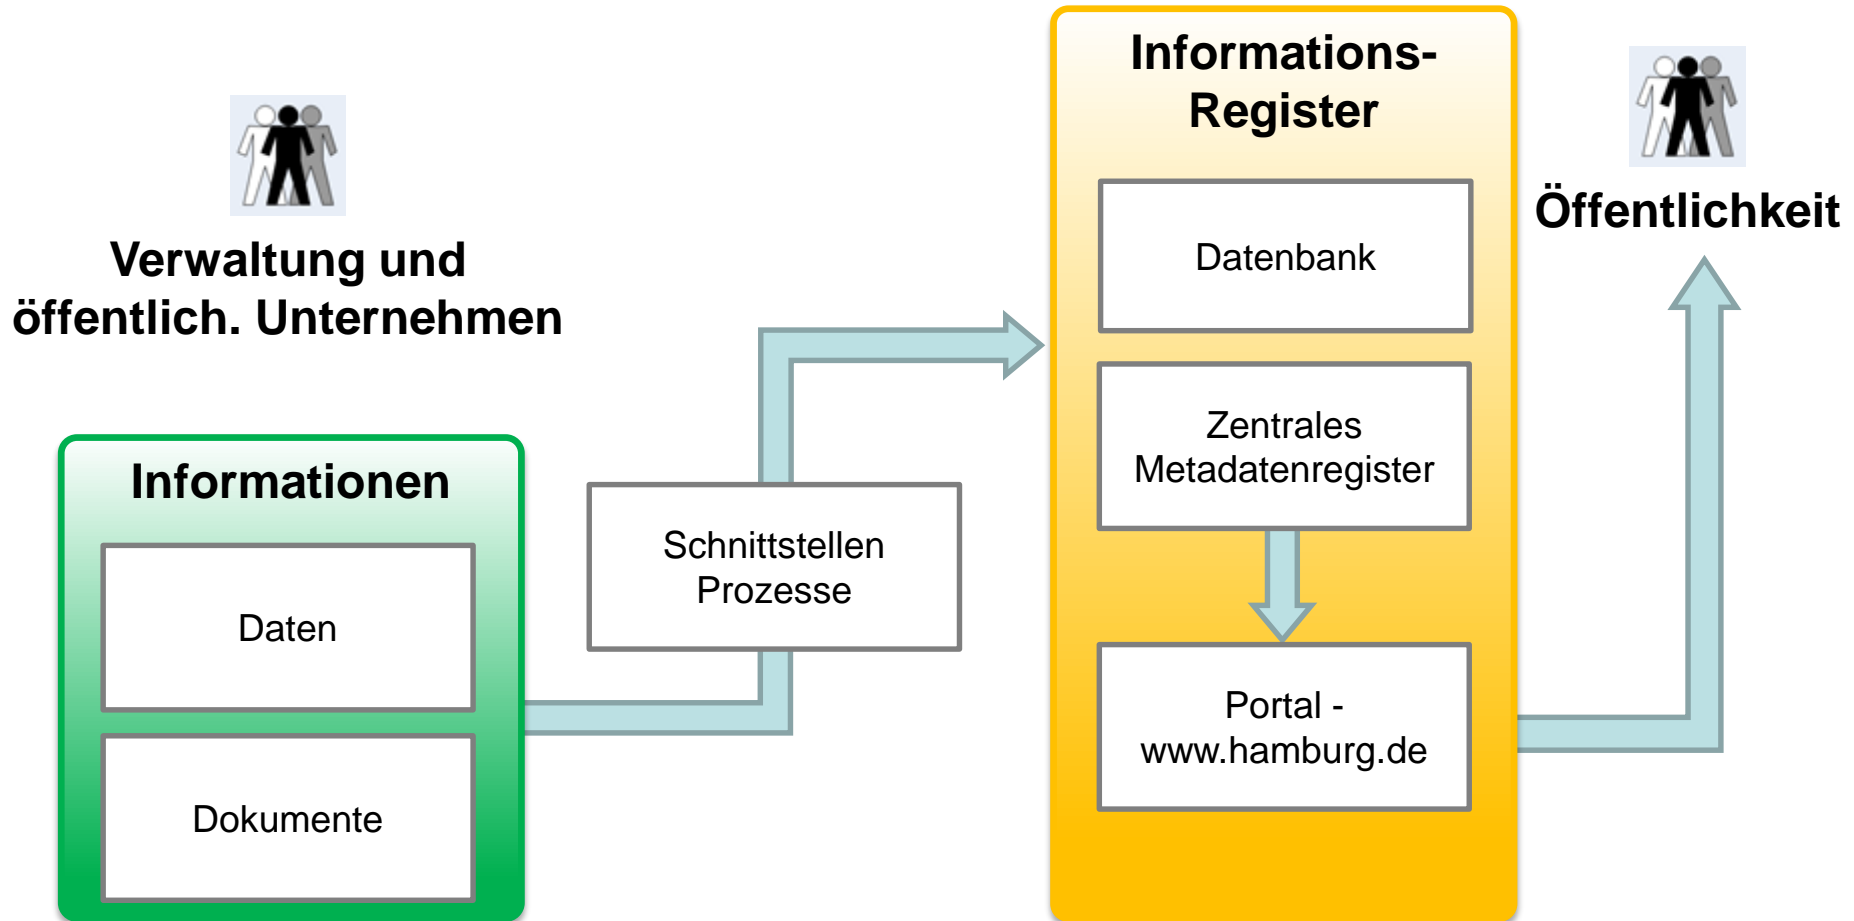 Verwaltung und
öffentlich. Unternehmen
Informationen
Daten
Dokumente
Schnittstellen
Prozesse
Informations-
Register
Datenbank
Zentrales
Metadatenregister
Portal -
www.hamburg.de
Öffentlichkeit